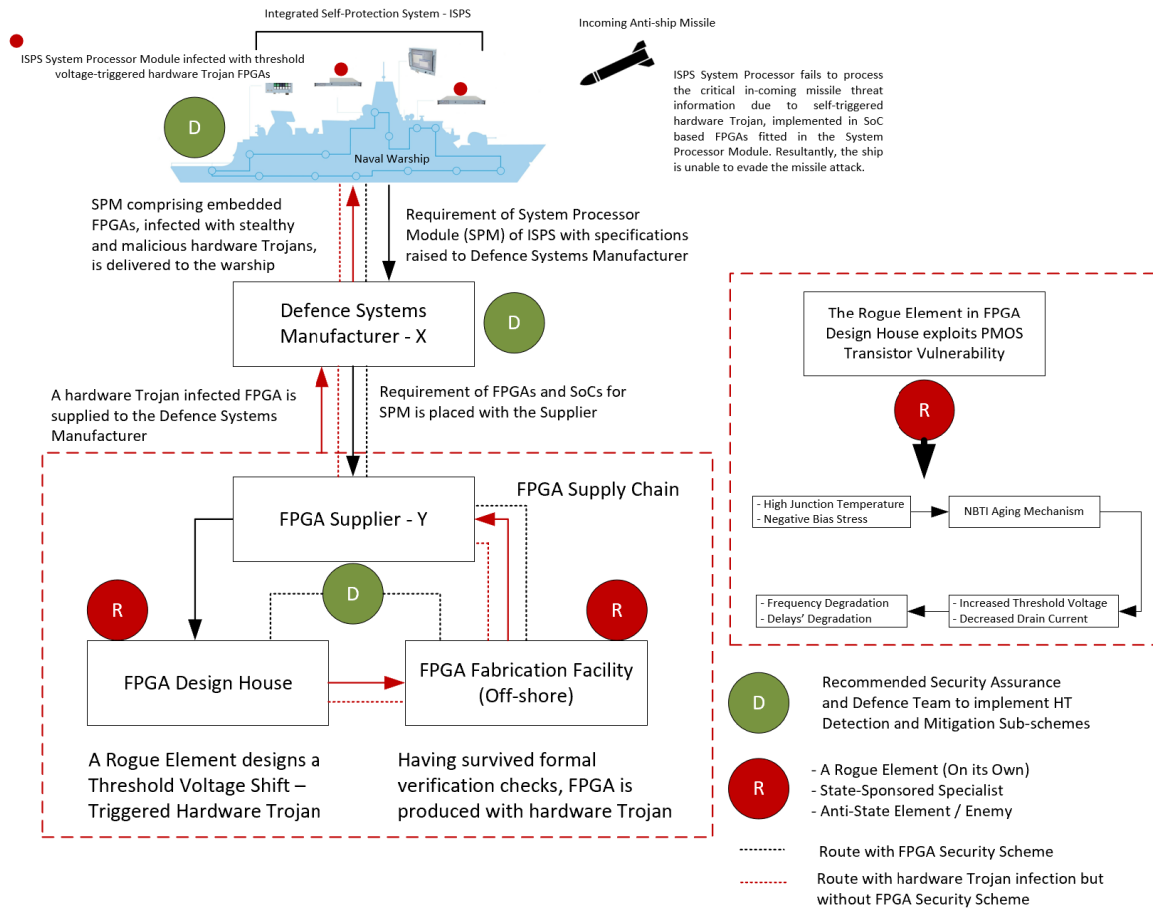 Integrated Self-Protection System - ISPS
Incoming Anti-ship Missile
ISPS System Processor Module infected with threshold
voltage-triggered hardware Trojan FPGAs
ISPS System Processor fails to process
the critical in-coming missile threat
information due to self-triggered
hardware Trojan, implemented in SoC
based FPGAs fitted in the System
Processor Module. Resultantly, the ship
is unable to evade the missile attack.
D
Naval Warship
SPM comprising embedded
FPGAs, infected with stealthy
and malicious hardware Trojans,
is delivered to the warship
Requirement of System Processor
Module (SPM) of ISPS with specifications
raised to Defence Systems Manufacturer
Defence Systems
Manufacturer - X
D
A hardware Trojan infected FPGA is
supplied to the Defence Systems
Manufacturer
Requirement of FPGAs and SoCs for
SPM is placed with the Supplier
FPGA Supply Chain
FPGA Supplier - Y
R
D
R
FPGA Design House
FPGA Fabrication Facility
(Off-shore)
A Rogue Element designs a
Threshold Voltage Shift –
Triggered Hardware Trojan
Having survived formal
verification checks, FPGA is
produced with hardware Trojan
The Rogue Element in FPGA
Design House exploits PMOS
Transistor Vulnerability
R
- High Junction Temperature
- Negative Bias Stress
NBTI Aging Mechanism
- Frequency Degradation
- Delays’ Degradation
- Increased Threshold Voltage
- Decreased Drain Current
D
Recommended Security Assurance
and Defence Team to implement HT
Detection and Mitigation Sub-schemes
R
- A Rogue Element (On its Own)
- State-Sponsored Specialist
- Anti-State Element / Enemy
Route with FPGA Security Scheme
Route with hardware Trojan infection but
without FPGA Security Scheme